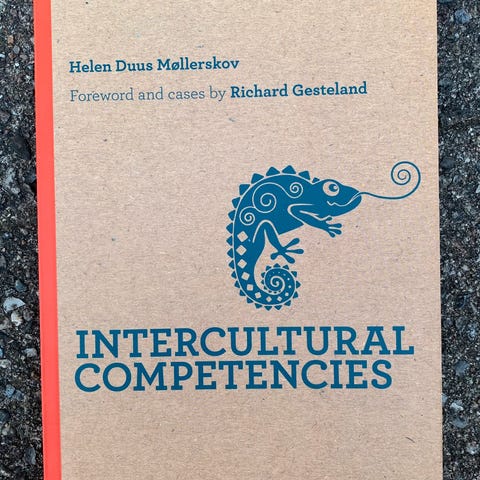 Helen Duus Møllerskov
Foreword and cases by Richard Gesteland
INTERCULTURAL
COMPETENCIES